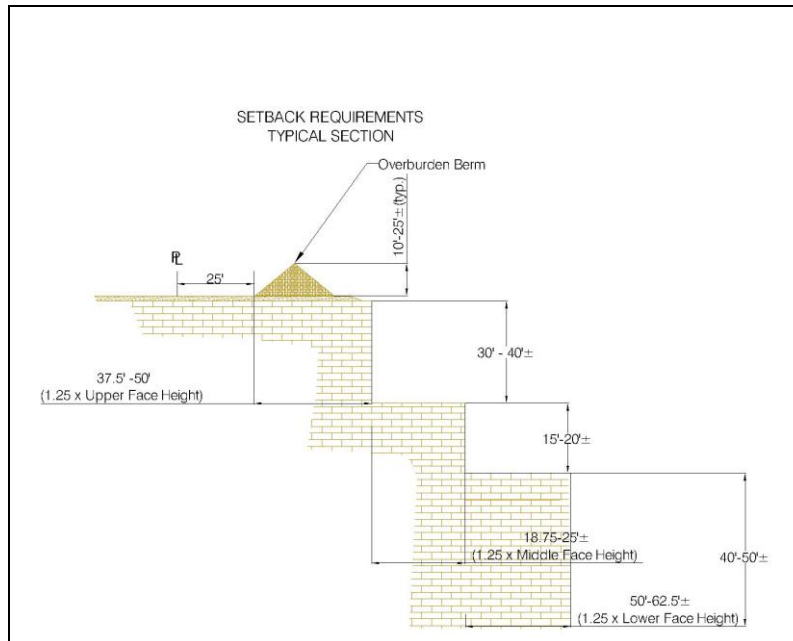 SETBACK REQUIREMENTS
TYPICAL SECTION
Overburden Berm
10'-25'± (typ.)
PL
25'
30' - 40'±
37.5' -50'
(1.25 x Upper Face Height)
15'-20'±
18.75-25'±
(1.25 x Middle Face Height)
40'-50'±
50'-62.5'±
(1.25 x Lower Face Height)